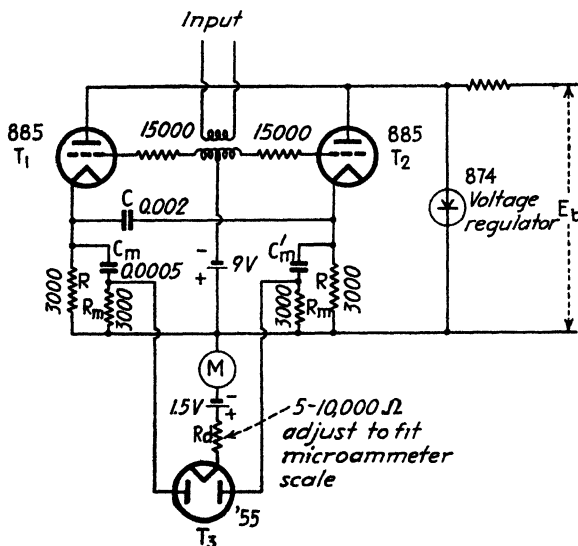 Input
885
T1
15000
15000
885
T2
874
Voltage
regulator
Eb
C
0.002
Cm
0.0005
C'm
- +
9V
3000
R
Rm
3000
3000
Rm
R
3000
M
1.5V
- +
Rd
5-10,000 Ω
adjust to fit
microammeter
scale
'55
T3